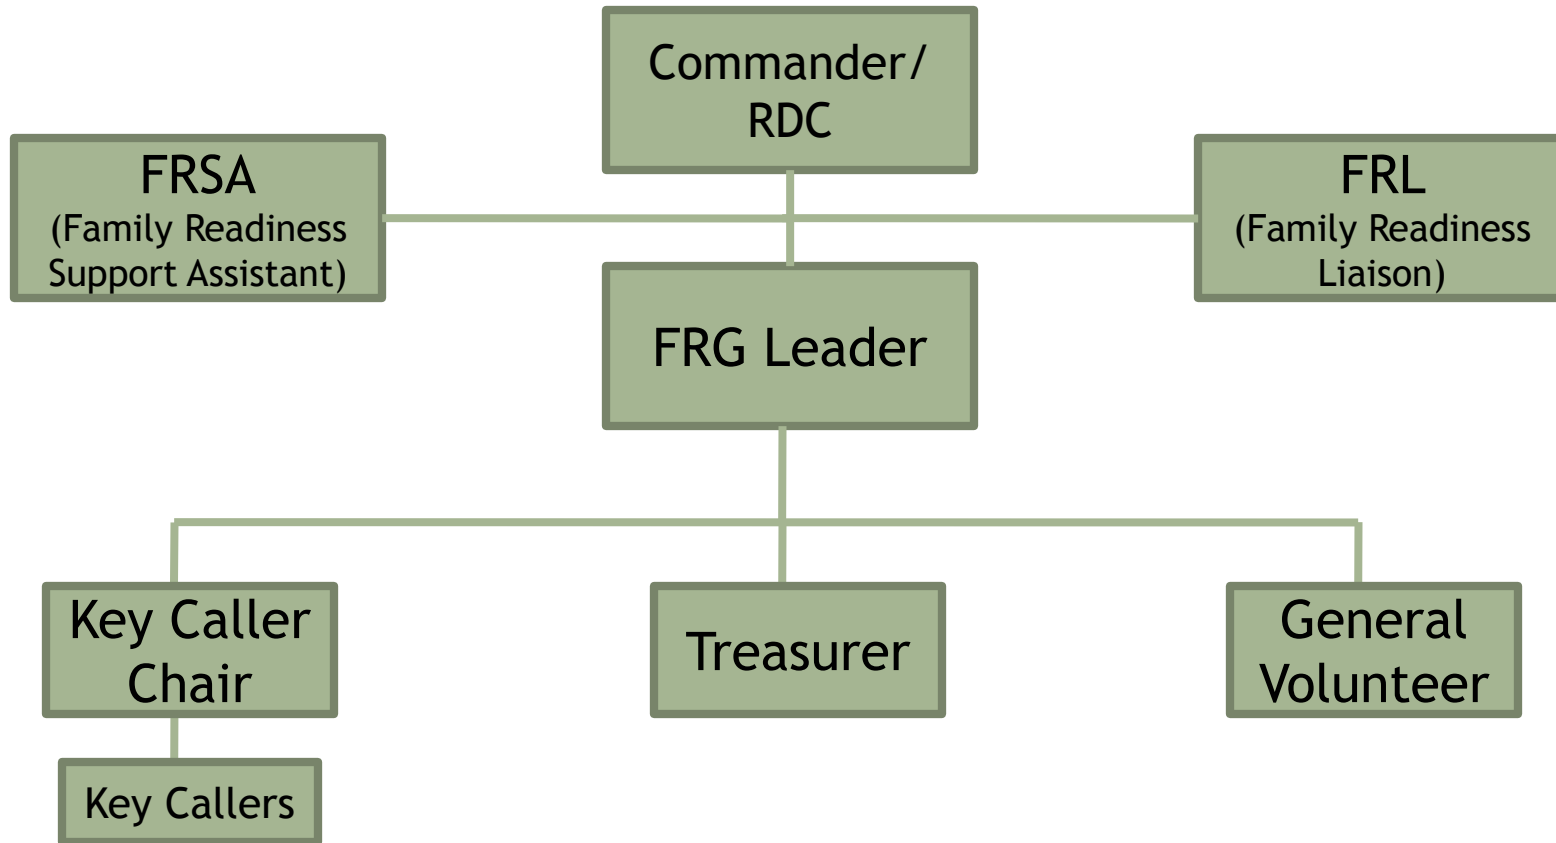 Commander/
RDC
FRSA
(Family Readiness
Support Assistant)
FRL
(Family Readiness
Liaison)
FRG Leader
Key Caller
Chair
Treasurer
General
Volunteer
Key Callers